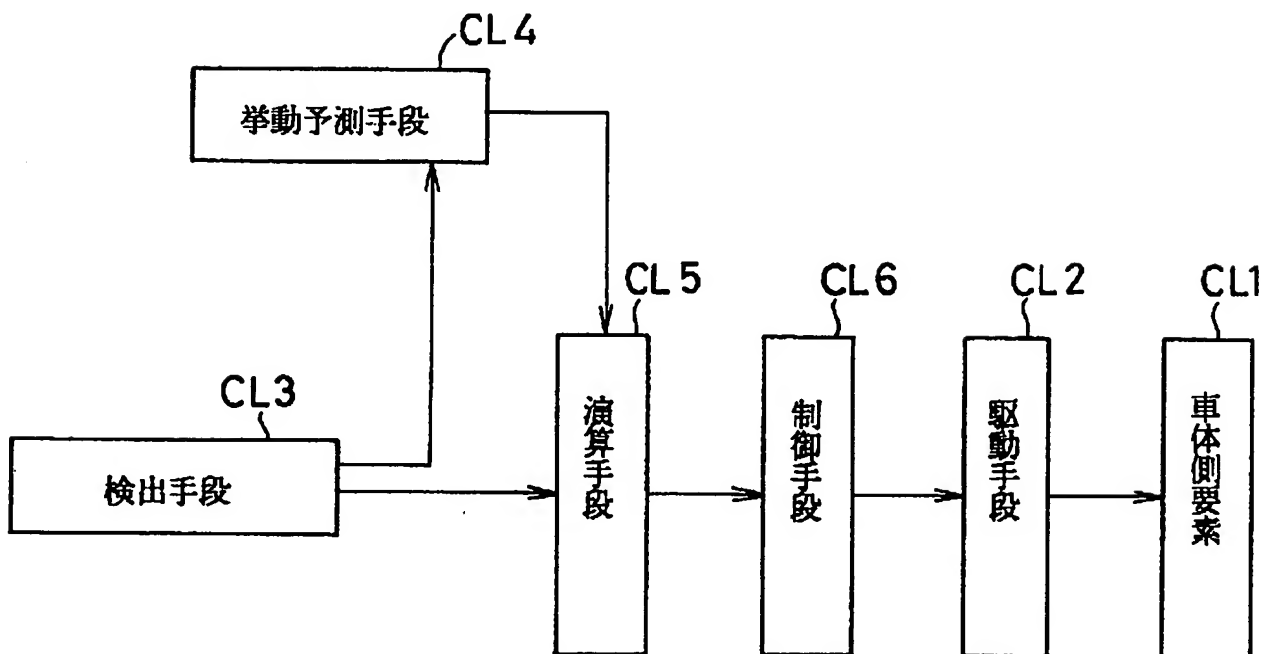 CL4
挙動予測手段
CL3
検出手段
CL5
演算手段
CL6
制御手段
CL2
駆動手段
CL1
車体側要素